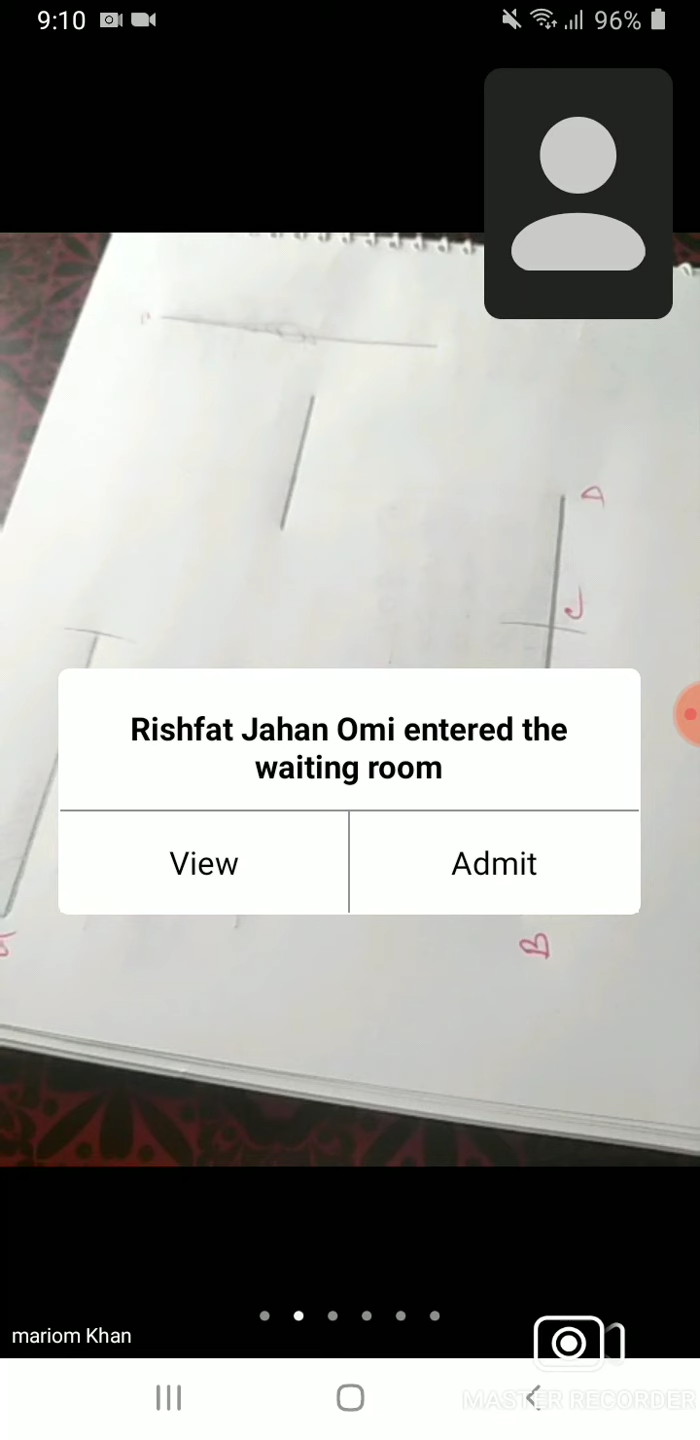 9:10
96%
Rishfat Jahan Omi entered the
waiting room
View
Admit
B
mariom Khan
MASTER RECORDER